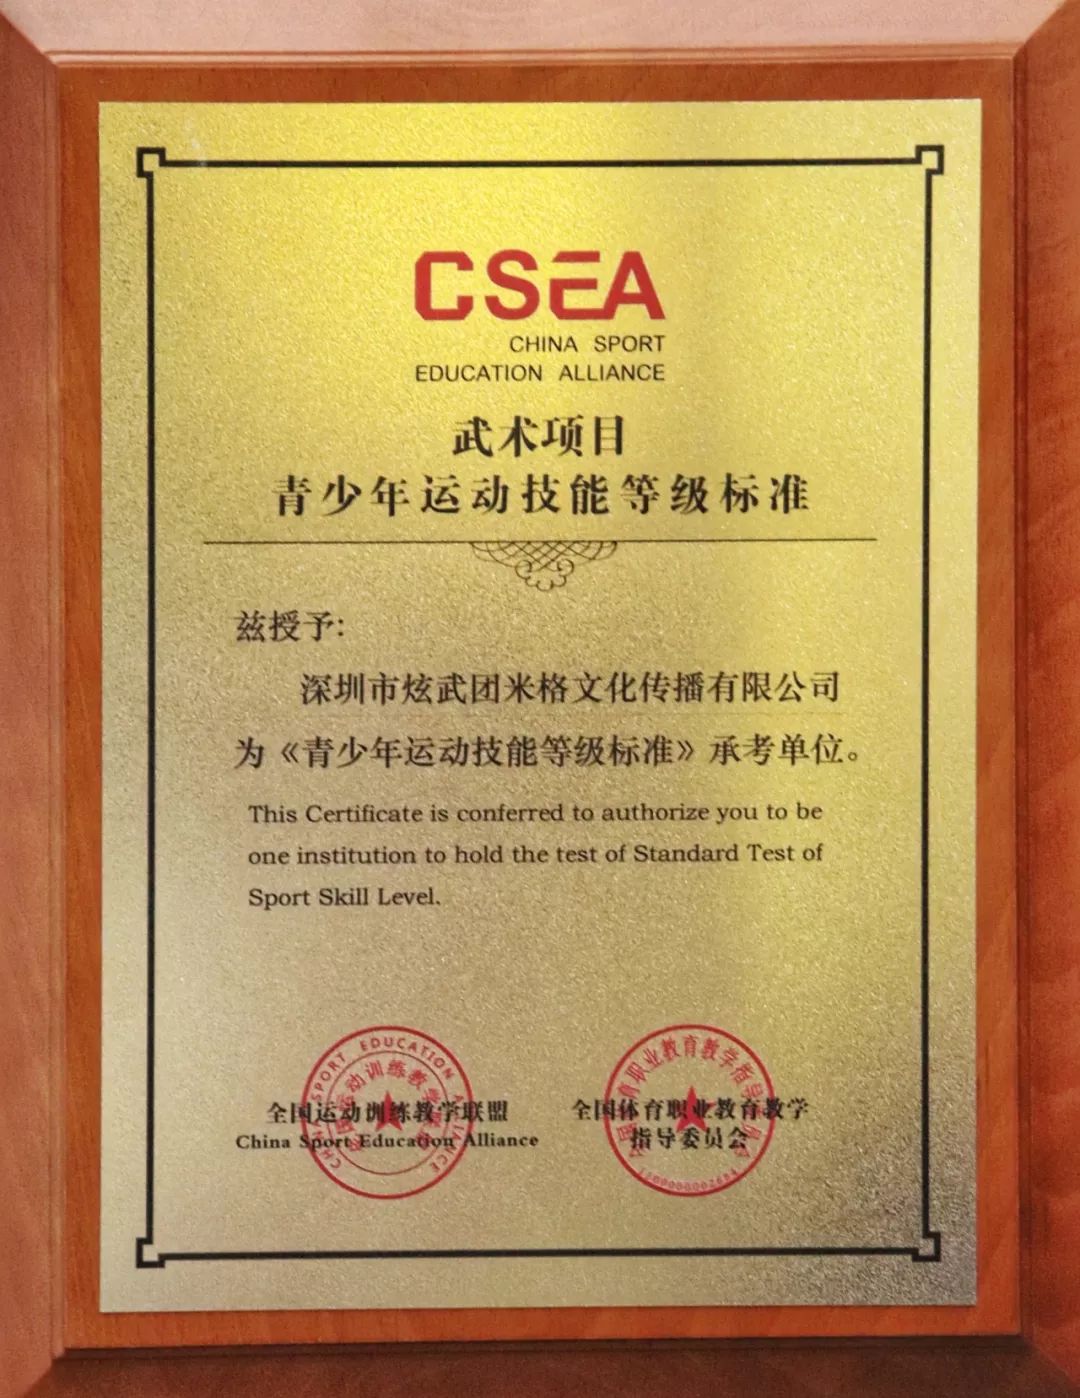 CSEA
CHINA SPORT
EDUCATION ALLIANCE
武术项目
青少年运动技能等级标准
兹授予:
深圳市炫武团米格文化传播有限公司
为《青少年运动技能等级标准》承考单位。
This Certificate is conferred to authorize you to be
one institution to hold the test of Standard Test of
Sport Skill Level.
全国运动训练教学联盟
China Sport Education Alliance
CHINA SPORT EDUCATION ALLIANCE
全国体育职业教育教学
指导委员会